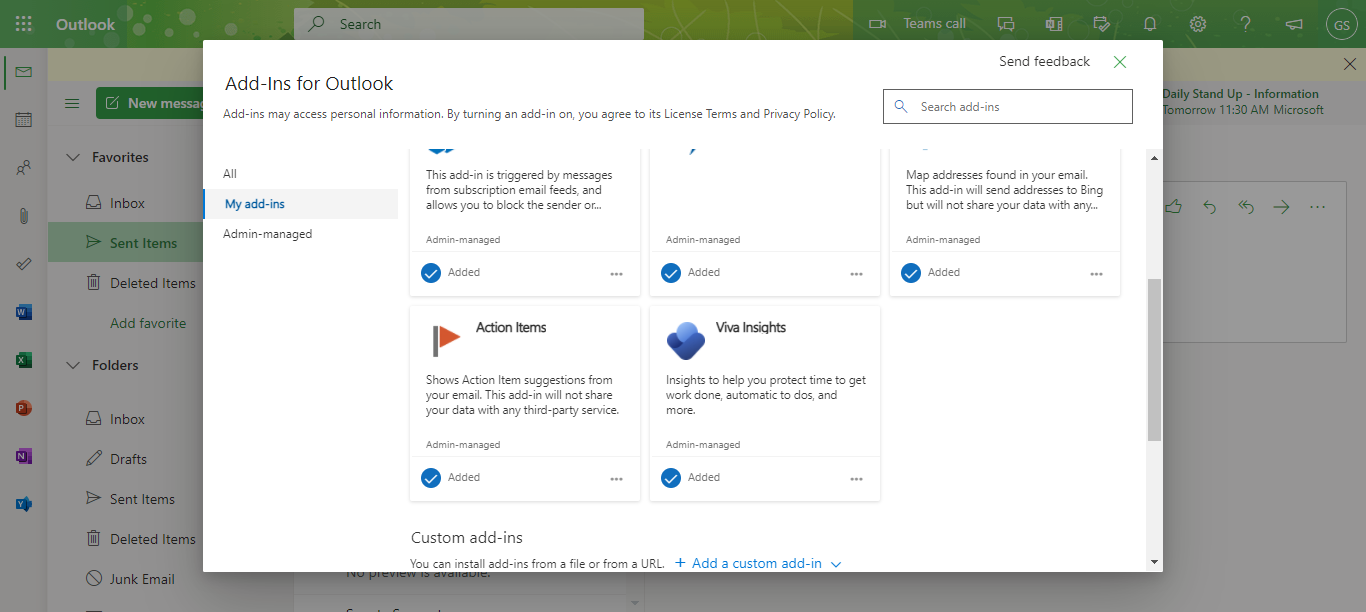 Outlook
Search
Teams call
GS
New messag
Daily Stand Up - Information
Tomorrow 11:30 AM Microsoft
Favorites
Inbox
Sent Items
Deleted Items
Add favorite
Folders
Inbox
Drafts
Sent Items
Deleted Items
Junk Email
Send feedback
Add-Ins for Outlook
Add-ins may access personal information. By turning an add-in on, you agree to its License Terms and Privacy Policy.
Search add-ins
All
My add-ins
Admin-managed
This add-in is triggered by messages
from subscription email feeds, and
allows you to block the sender or...
Admin-managed
Added
Admin-managed
Added
Map addresses found in your email.
This add-in will send addresses to Bing
but will not share your data with any...
Admin-managed
Added
Action Items
Shows Action Item suggestions from
your email. This add-in will not share
your data with any third-party service.
Admin-managed
Added
Viva Insights
Insights to help you protect time to get
work done, automatic to dos, and
more.
Admin-managed
Added
Custom add-ins
You can install add-ins from a file or from a URL. + Add a custom add-in
No preview is available.